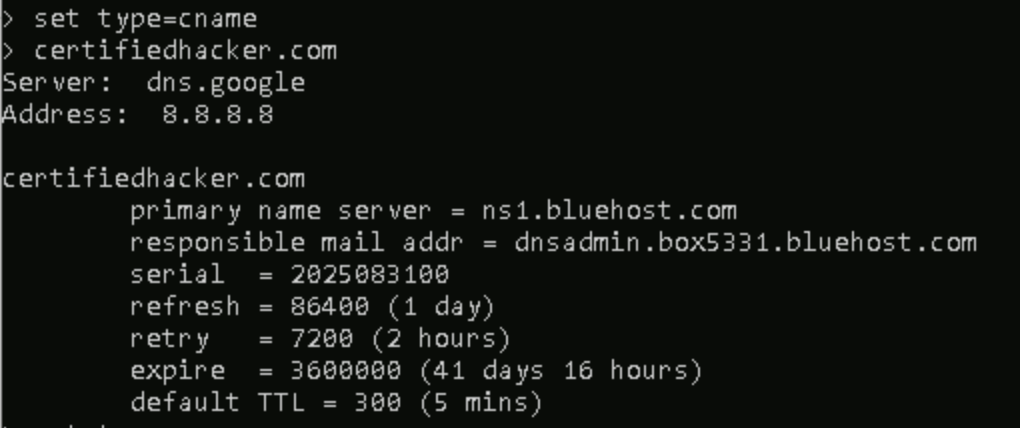 > set type=cname
> certifiedhacker.com
Server:  dns.google
Address:  8.8.8.8

certifiedhacker.com
        primary name server = ns1.bluehost.com
        responsible mail addr = dnsadmin.box5331.bluehost.com
        serial  = 2025083100
        refresh = 86400 (1 day)
        retry   = 7200 (2 hours)
        expire  = 3600000 (41 days 16 hours)
        default TTL = 300 (5 mins)